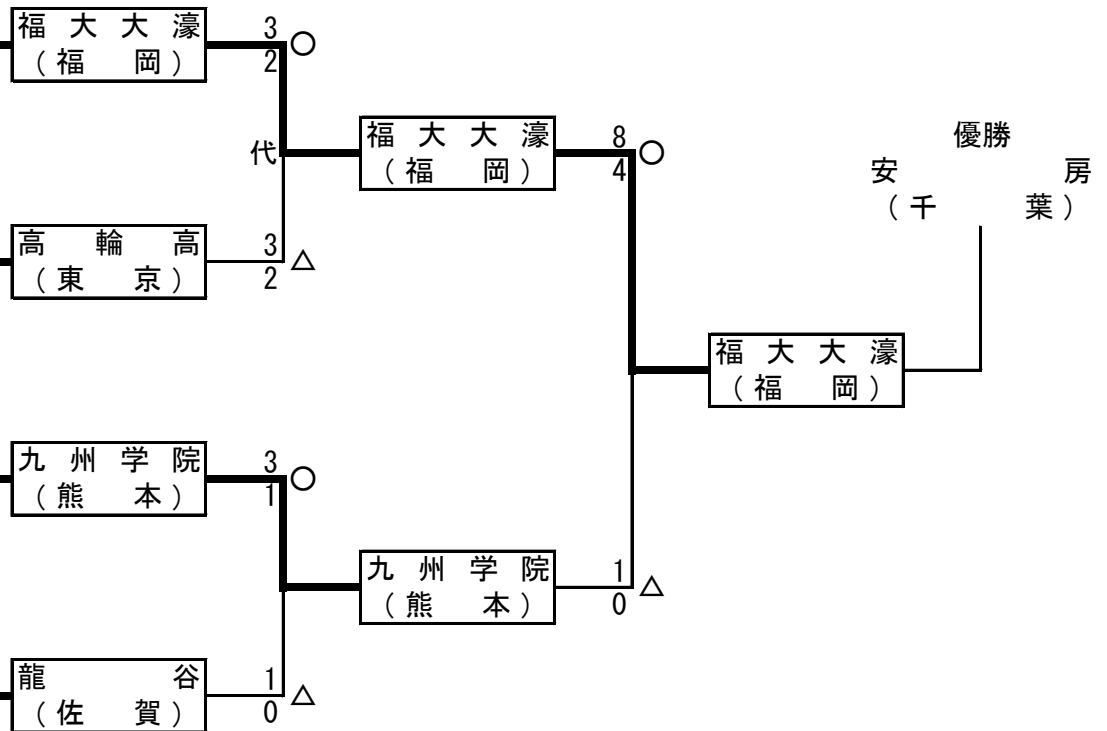 福大大濠
(福岡)
3
2
○
代
高輪高
(東京)
3
2
△
福大大濠
(福岡)
8
4
○
九州学院
(熊本)
3
1
○
龍谷
(佐賀)
1
0
△
九州学院
(熊本)
1
0
△
福大大濠
(福岡)
優勝
安房
(千葉)